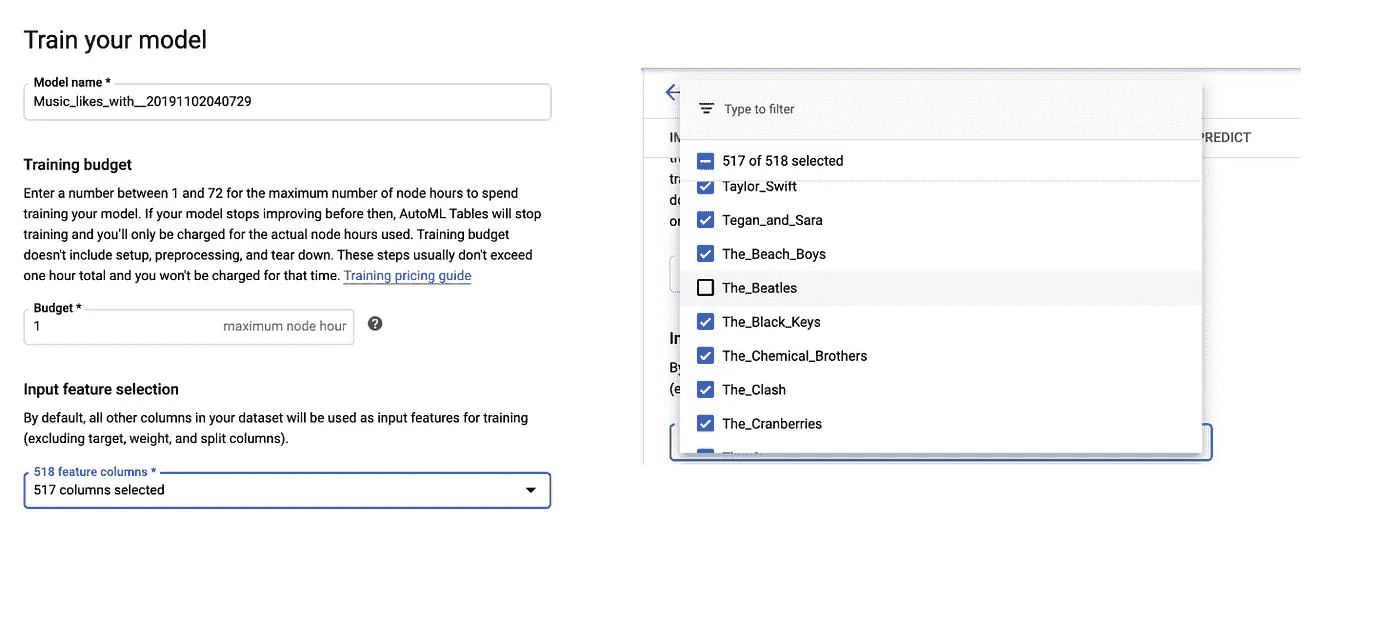 Train your model
Model name *
Music_likes_with__20191102040729
Training budget
Enter a number between 1 and 72 for the maximum number of node hours to spend
training your model. If your model stops improving before then, AutoML Tables will stop
training and you'll only be charged for the actual node hours used. Training budget
doesn't include setup, preprocessing, and tear down. These steps usually don't exceed
one hour total and you won't be charged for that time. Training pricing guide
Budget *
1 maximum node hour
Input feature selection
By default, all other columns in your dataset will be used as input features for training
(excluding target, weight, and split columns).
518 feature columns *
517 columns selected
Type to filter
517 of 518 selected
Taylor_Swift
Tegan_and_Sara
The_Beach_Boys
The_Beatles
The_Black_Keys
The_Chemical_Brothers
The_Clash
The_Cranberries